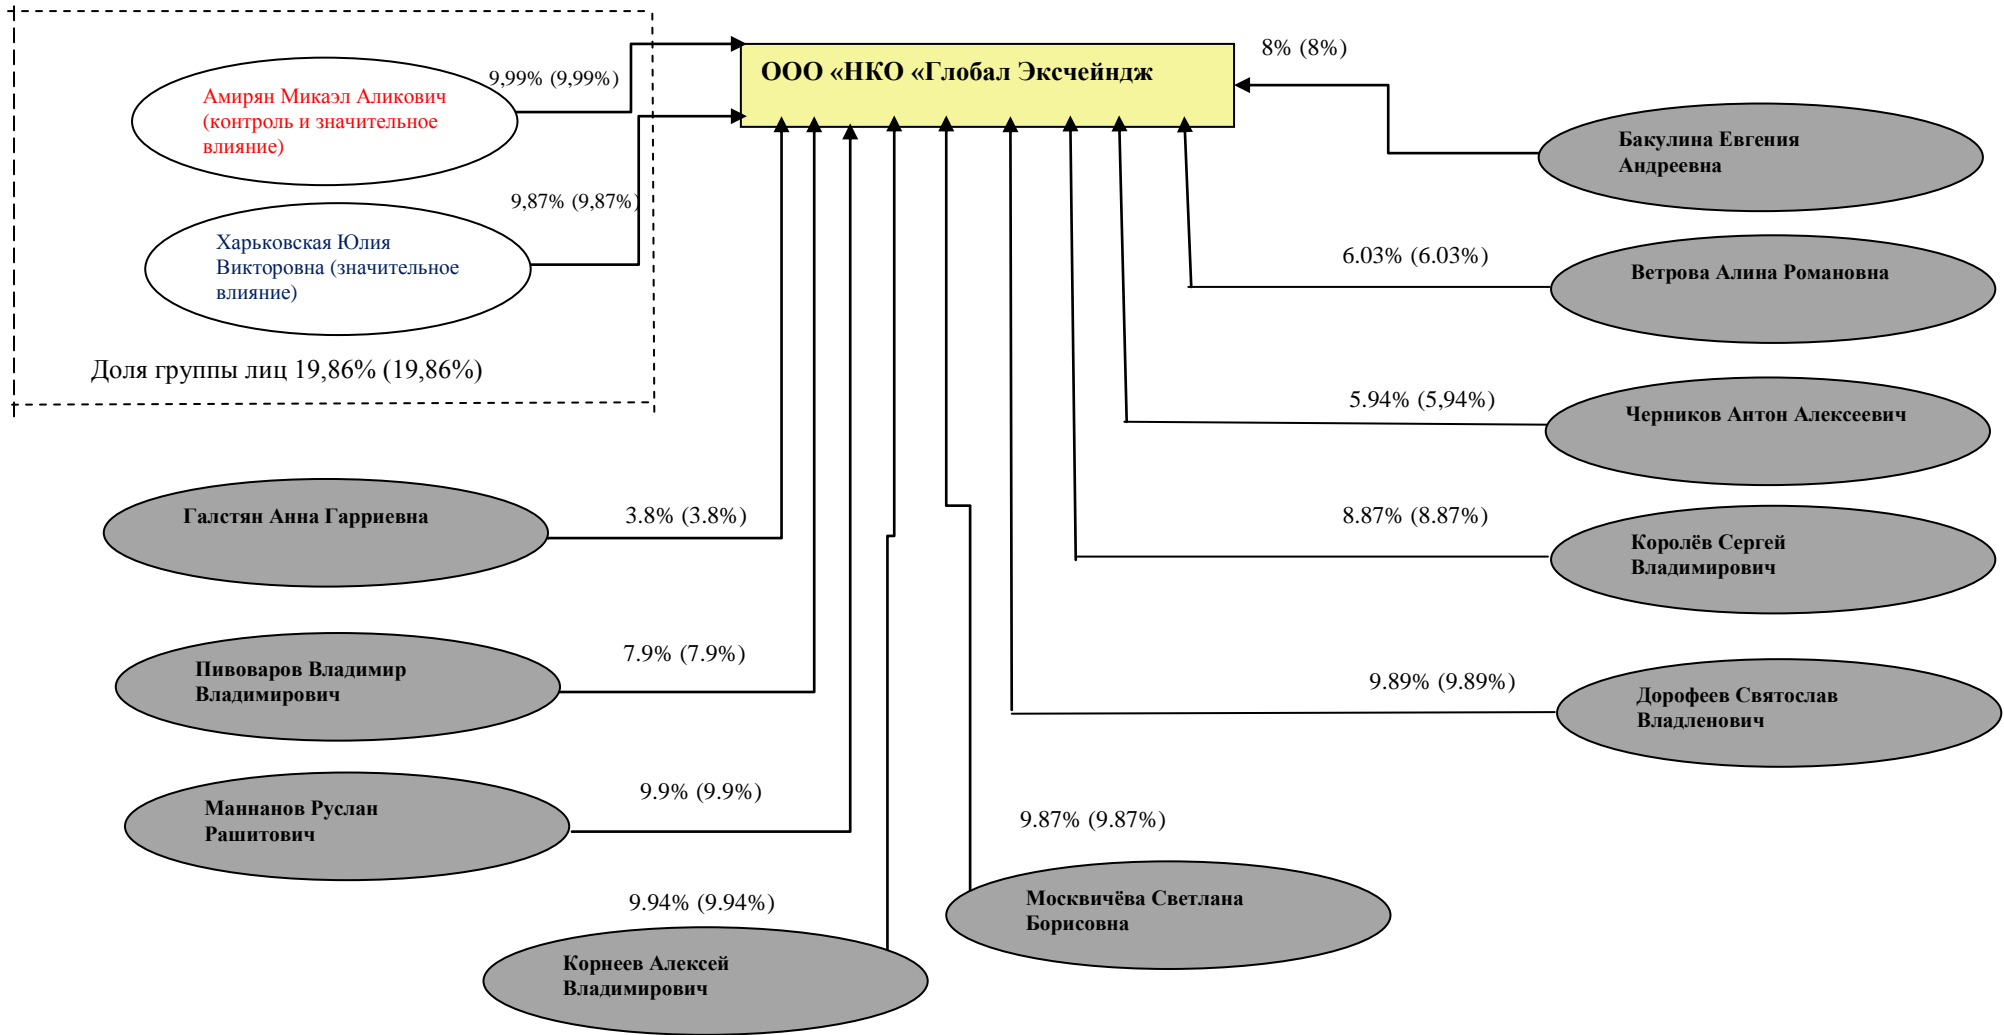 ООО «НКО «Глобал Эксчейндж
8% (8%)
9,99% (9,99%)
Амирян Микаэл Аликович
(контроль и значительное
влияние)
Бакулина Евгения
Андреевна
9,87% (9,87%)
Харьковская Юлия
Викторовна (значительное
влияние)
6.03% (6.03%)
Ветрова Алина Романовна
Доля группы лиц 19,86% (19,86%)
5.94% (5,94%)
Черников Антон Алексеевич
Галстян Анна Гарриевна
3.8% (3.8%)
8.87% (8.87%)
Королёв Сергей
Владимирович
Пивоваров Владимир
Владимирович
7.9% (7.9%)
9.89% (9.89%)
Дорофеев Святослав
Владленович
Маннанов Руслан
Рашитович
9.9% (9.9%)
9.87% (9.87%)
Москвичёва Светлана
Борисовна
9.94% (9.94%)
Корнеев Алексей
Владимирович